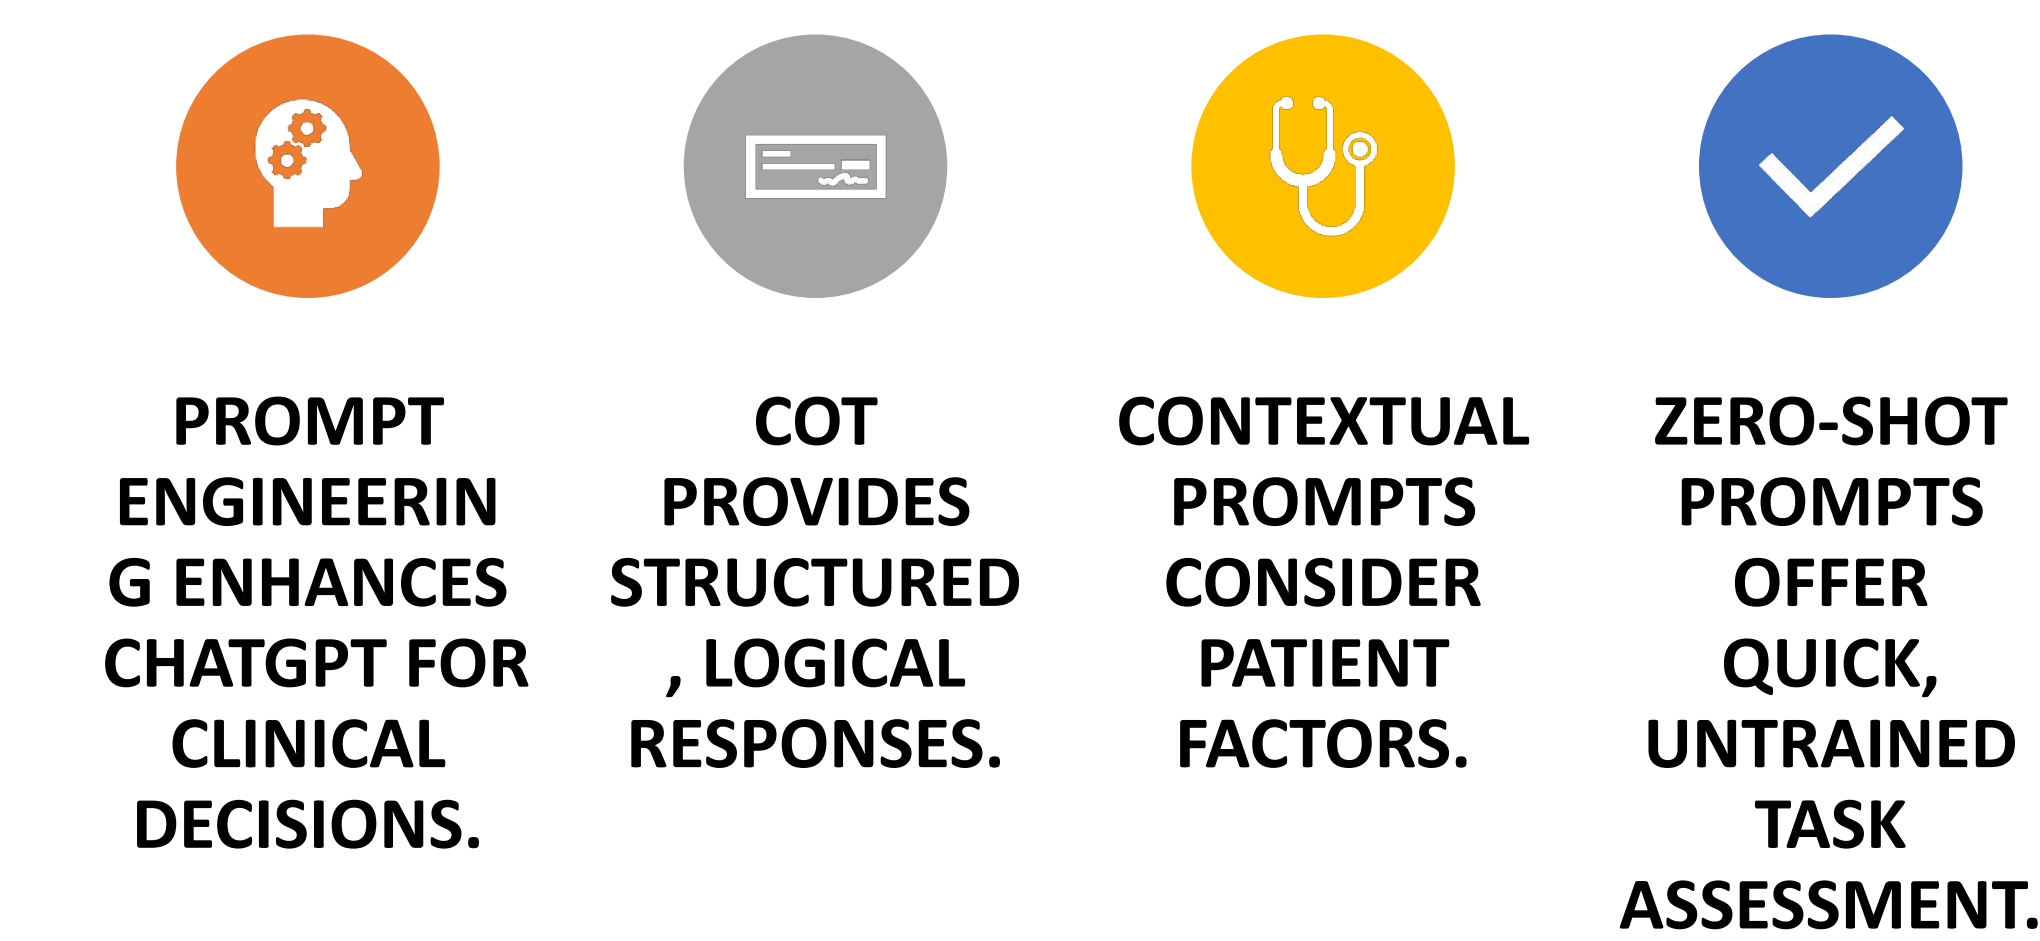 PROMPT
ENGINEERIN
G ENHANCES
CHATGPT FOR
CLINICAL
DECISIONS.
COT
PROVIDES
STRUCTURED
, LOGICAL
RESPONSES.
CONTEXTUAL
PROMPTS
CONSIDER
PATIENT
FACTORS.
ZERO-SHOT
PROMPTS
OFFER
QUICK,
UNTRAINED
TASK
ASSESSMENT.